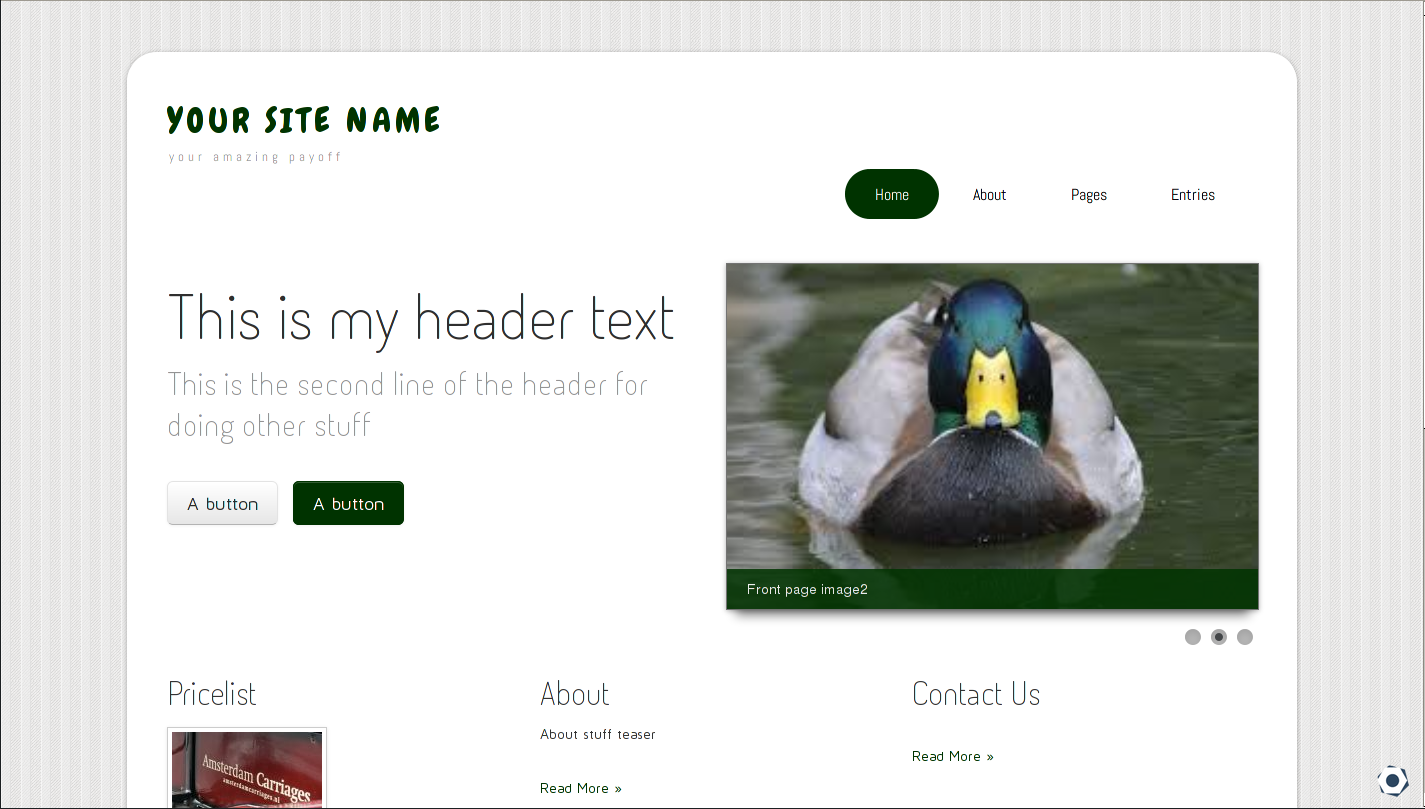 YOUR SITE NAME
your amazing payoff
Home
About
Pages
Entries
This is my header text
This is the second line of the header for
doing other stuff
A button
A button
Front page image2
Pricelist
Amsterdam Carriages
amsterdamcarriages.nl
About
About stuff teaser
Read More »
Contact Us
Read More »